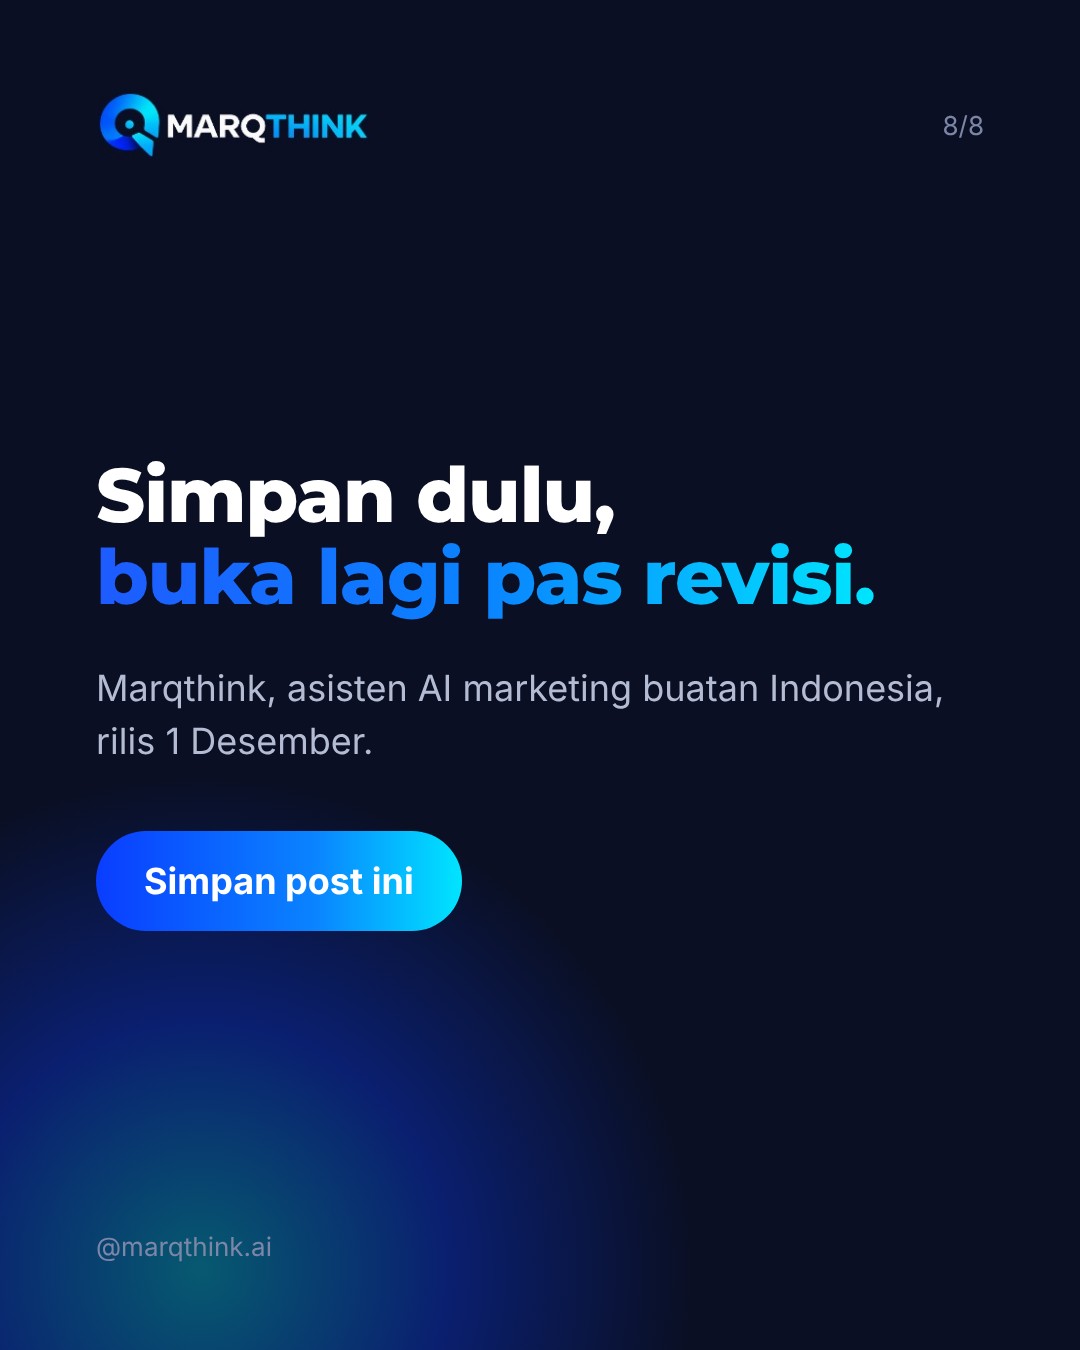 MARQTHINK
8/8
Simpan dulu,
buka lagi pas revisi.
Marqthink, asisten AI marketing buatan Indonesia,
rilis 1 Desember.
Simpan post ini
@marqthink.ai